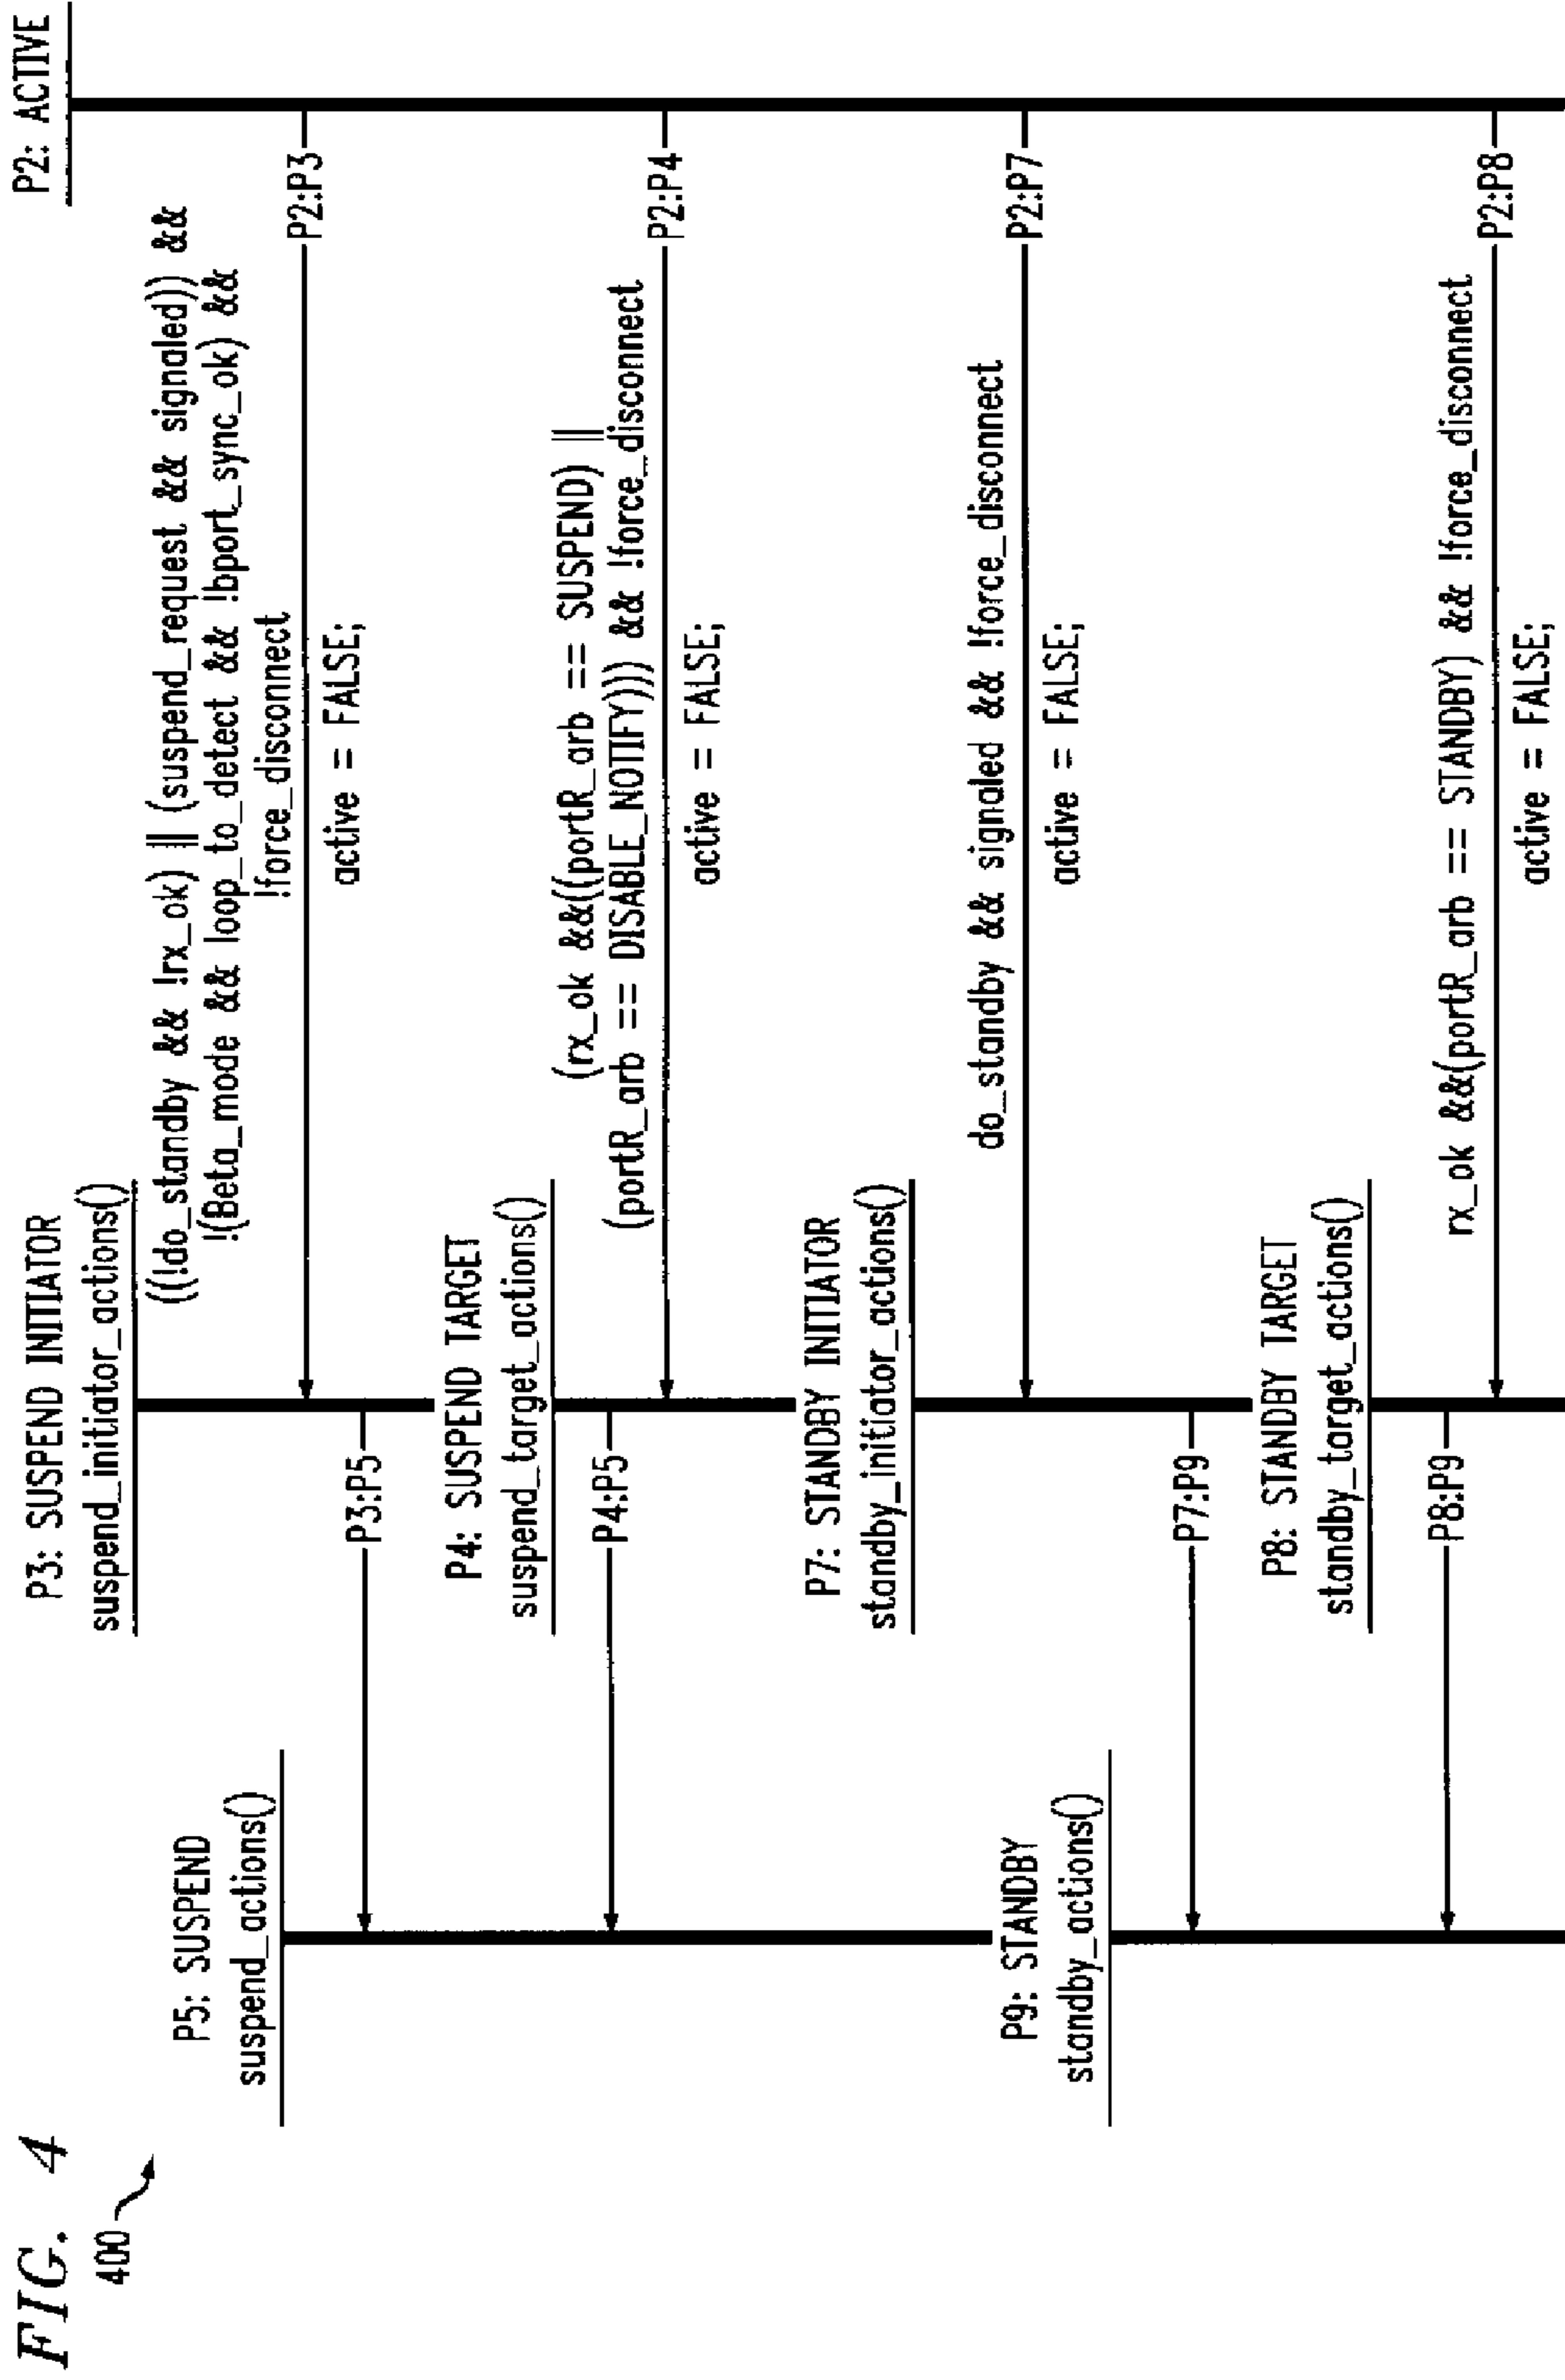 FIG. 4
400
P5: SUSPEND
suspend_actions()
P9: STANDBY
standby_actions()
P3: SUSPEND INITIATOR
suspend_initiator_actions()
P3:P5
P4: SUSPEND TARGET
suspend_target_actions()
P4:P5
P7: STANDBY INITIATOR
standby_initiator_actions()
P7:P9
P8: STANDBY TARGET
standby_target_actions()
P8:P9
P2: ACTIVE
((!do_standby && !rx_ok) || (suspend_request && signaled)) &&
!(Beta_mode && loop_to_detect && !bport_sync_ok) &&
!force_disconnect
P2:P3
active = FALSE;
(rx_ok &&((portR_arb == SUSPEND) ||
(portR_arb == DISABLE_NOTIFY))) && !force_disconnect
P2:P4
active = FALSE;
do_standby && signaled && !force_disconnect
P2:P7
active = FALSE;
rx_ok &&(portR_arb == STANDBY) && !force_disconnect
P2:P8
active = FALSE;